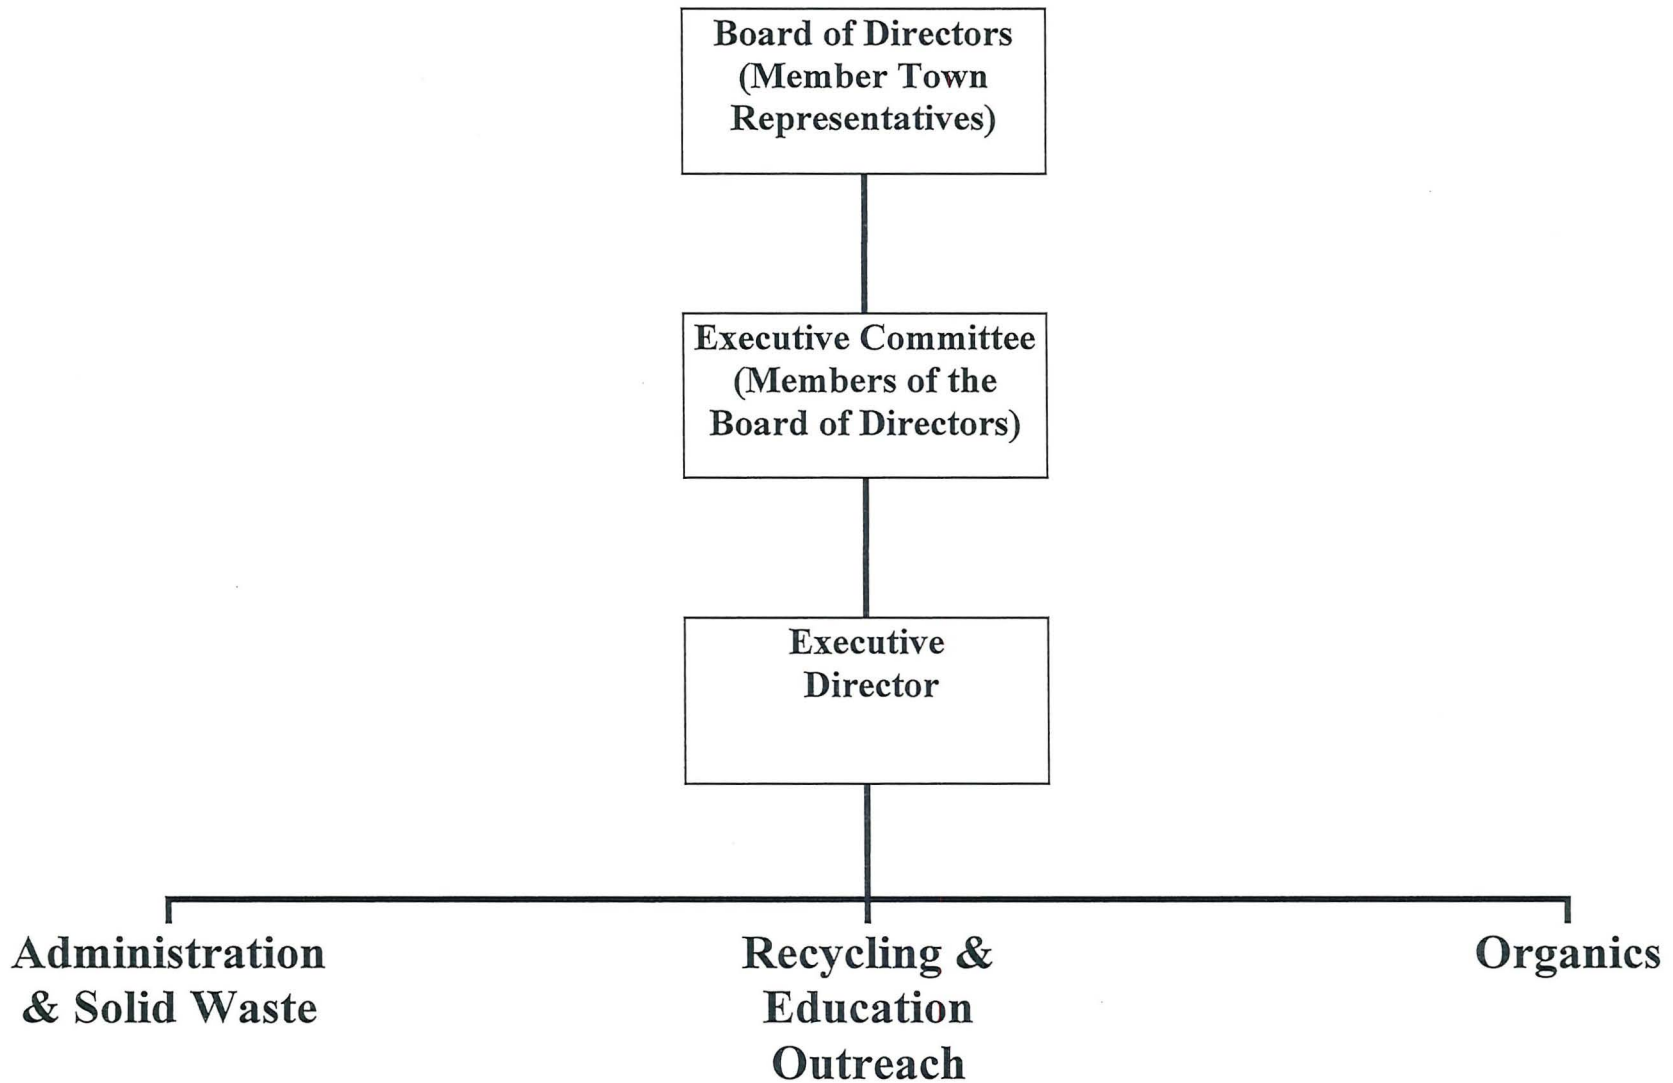 Board of Directors
(Member Town
Representatives)
Executive Committee
(Members of the
Board of Directors)
Executive
Director
Administration
& Solid Waste
Recycling &
Education
Outreach
Organics